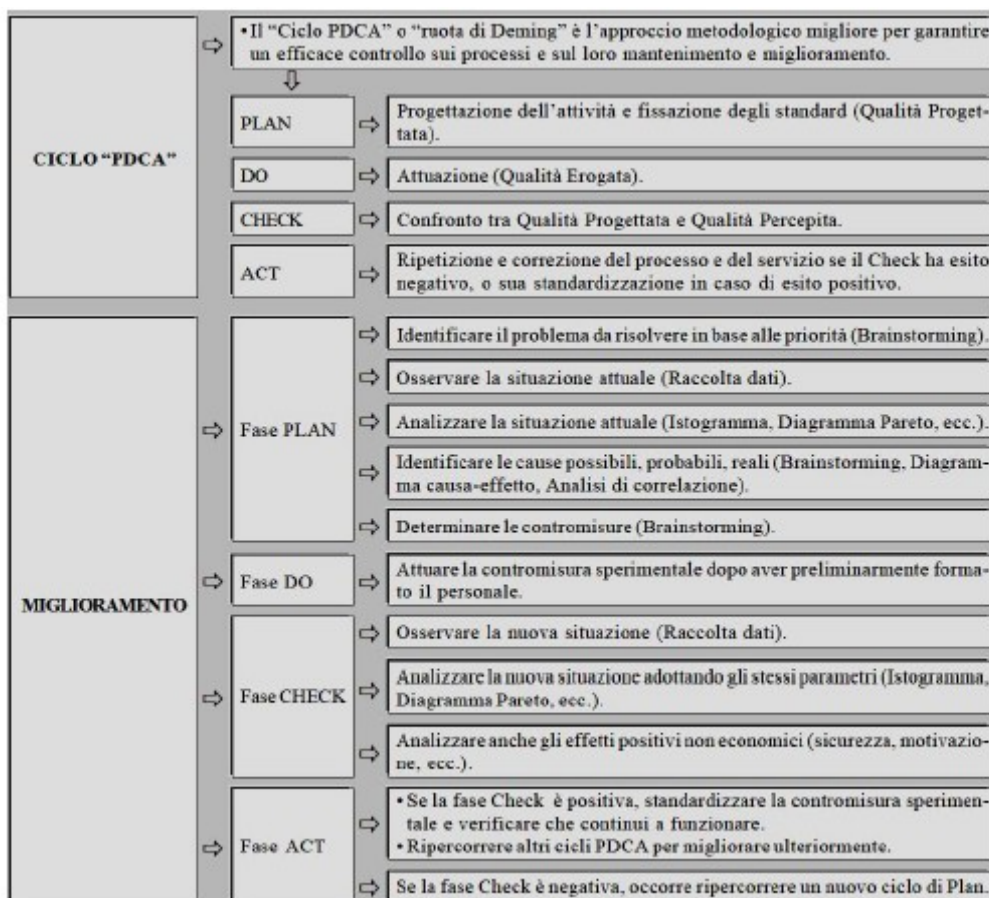 • Il “Ciclo PDCA” o “ruota di Deming” è l’approccio metodologico migliore per garantire
un efficace controllo sui processi e sul loro mantenimento e miglioramento.
CICLO “PDCA”
PLAN
Progettazione dell’attività e fissazione degli standard (Qualità Proget-
tata).
DO
Attuazione (Qualità Erogata).
CHECK
Confronto tra Qualità Progettata e Qualità Percepita.
ACT
Ripetizione e correzione del processo e del servizio se il Check ha esito
negativo, o sua standardizzazione in caso di esito positivo.
MIGLIORAMENTO
Fase PLAN
Identificare il problema da risolvere in base alle priorità (Brainstorming).
Osservare la situazione attuale (Raccolta dati).
Analizzare la situazione attuale (Istogramma, Diagramma Pareto, ecc.).
Identificare le cause possibili, probabili, reali (Brainstorming, Diagram-
ma causa-effetto, Analisi di correlazione).
Determinare le contromisure (Brainstorming).
Fase DO
Attuare la contromisura sperimentale dopo aver preliminarmente forma-
to il personale.
Fase CHECK
Osservare la nuova situazione (Raccolta dati).
Analizzare la nuova situazione adottando gli stessi parametri (Istogramma,
Diagramma Pareto, ecc.).
Analizzare anche gli effetti positivi non economici (sicurezza, motivazio-
ne, ecc.).
Fase ACT
• Se la fase Check è positiva, standardizzare la contromisura sperimen-
tale e verificare che continui a funzionare.
• Ripercorrere altri cicli PDCA per migliorare ulteriormente.
Se la fase Check è negativa, occorre ripercorrere un nuovo ciclo di Plan.